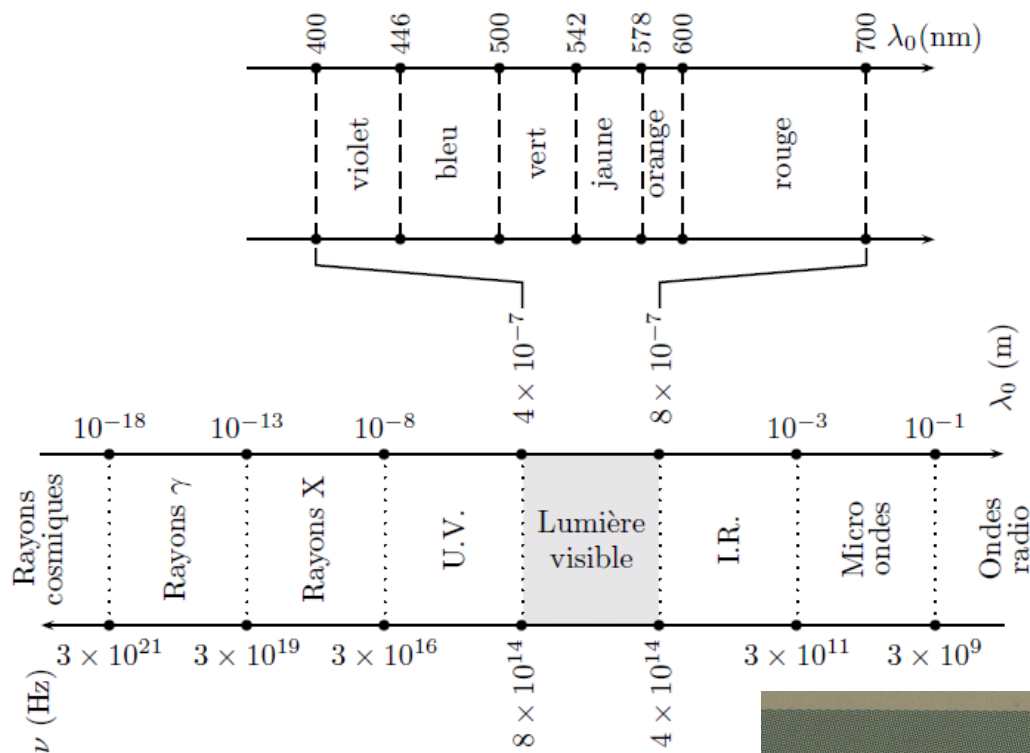 400 446 500 542 578 600 700 λ₀(nm)
violet bleu vert jaune orange rouge
4 × 10⁻⁷ 8 × 10⁻⁷ λ₀ (m)
10⁻¹⁸ 10⁻¹³ 10⁻⁸ 10⁻³ 10⁻¹
Rayons
cosmiques
Rayons γ
Rayons X
U.V.
Lumière
visible
I.R.
Micro
ondes
Ondes
radio
3 × 10²¹ 3 × 10¹⁹ 3 × 10¹⁶ 8 × 10¹⁴ 4 × 10¹⁴ 3 × 10¹¹ 3 × 10⁹
ν (Hz)